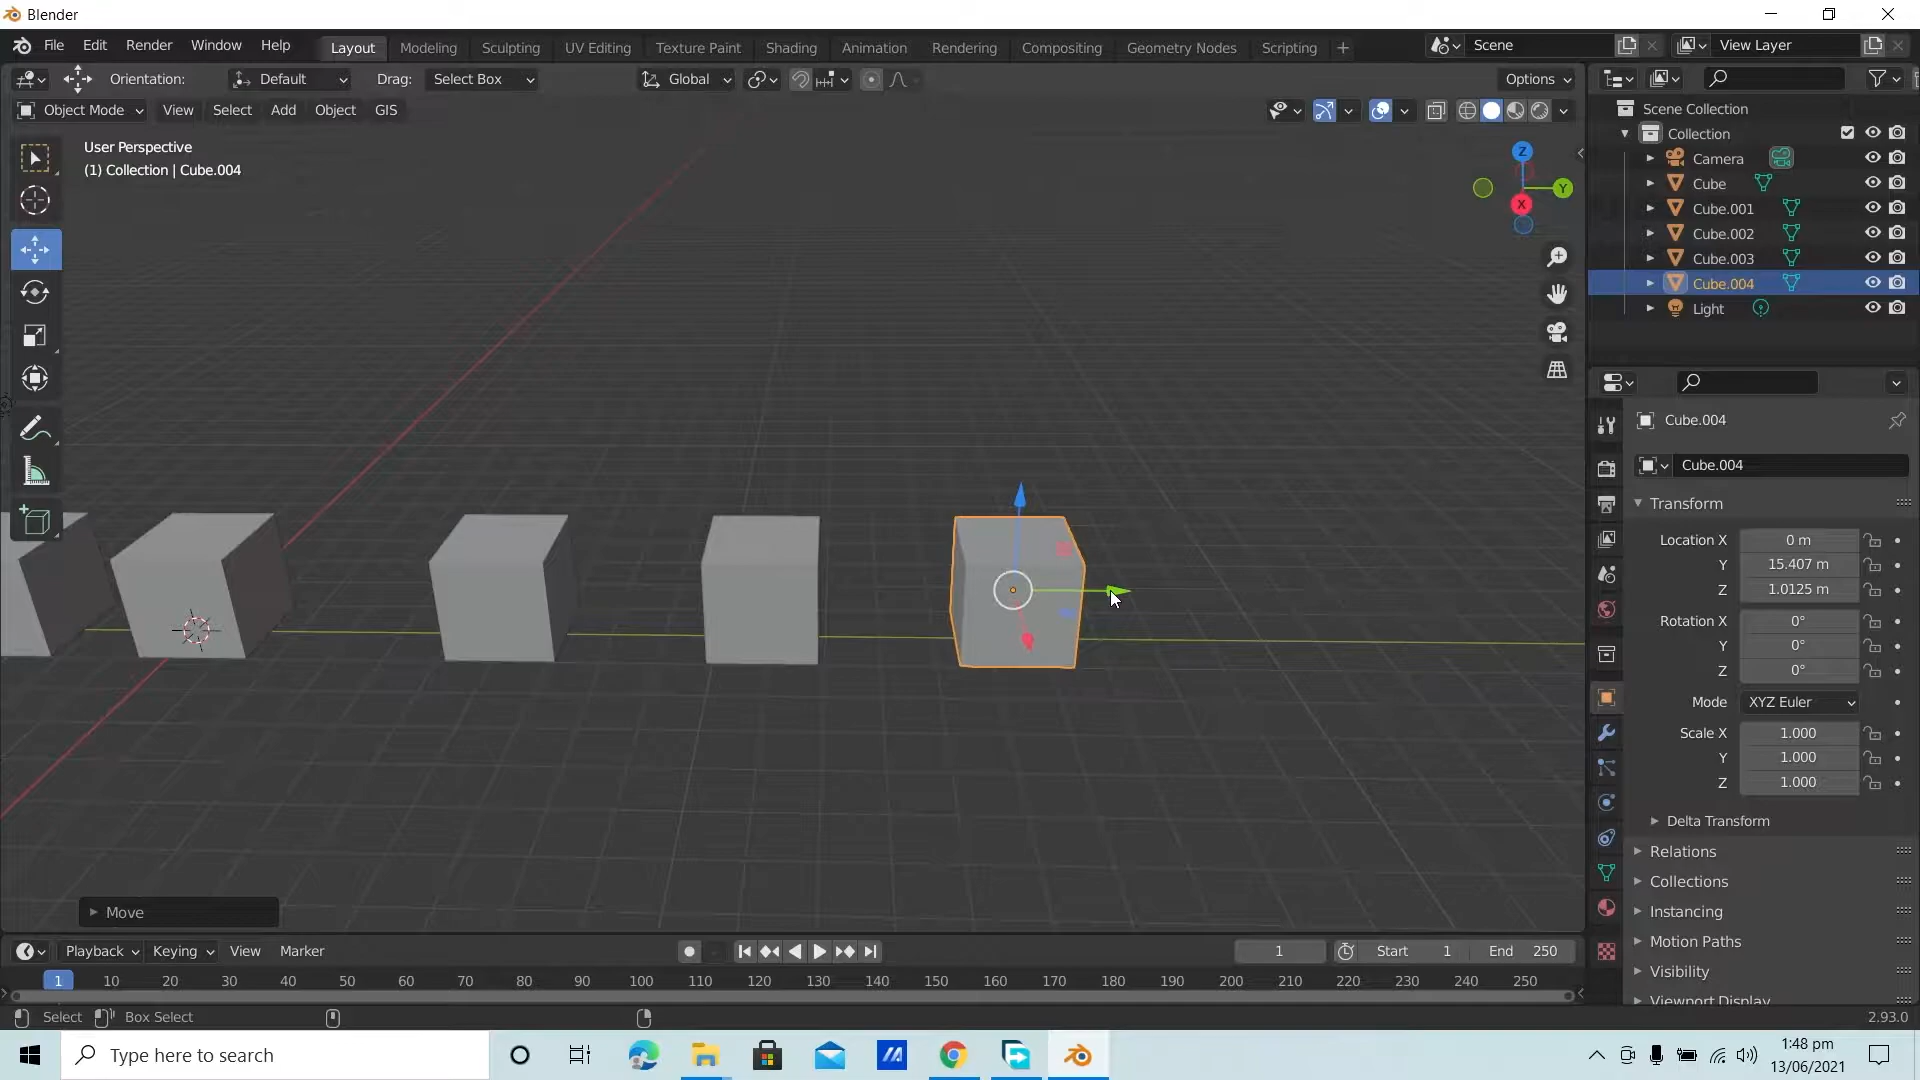 Blender
File Edit Render Window Help Layout Modeling Sculpting UV Editing Texture Paint Shading Animation Rendering Compositing Geometry Nodes Scripting + Scene View Layer
Orientation: Default Drag: Select Box Global Options
Object Mode View Select Add Object GIS
User Perspective
(1) Collection | Cube.004
Z
Y
X
Scene Collection
Collection
Camera
Cube
Cube.001
Cube.002
Cube.003
Cube.004
Light
Cube.004
Cube.004
Transform
Location X 0 m
Y 15.407 m
Z 1.0125 m
Rotation X 0°
Y 0°
Z 0°
Mode XYZ Euler
Scale X 1.000
Y 1.000
Z 1.000
Delta Transform
Relations
Collections
Instancing
Motion Paths
Visibility
Viewport Display
Move
Playback Keying View Marker 1 Start 1 End 250
1 10 20 30 40 50 60 70 80 90 100 110 120 130 140 150 160 170 180 190 200 210 220 230 240 250
Select Box Select 2.93.0
Type here to search
1:48 pm
13/06/2021